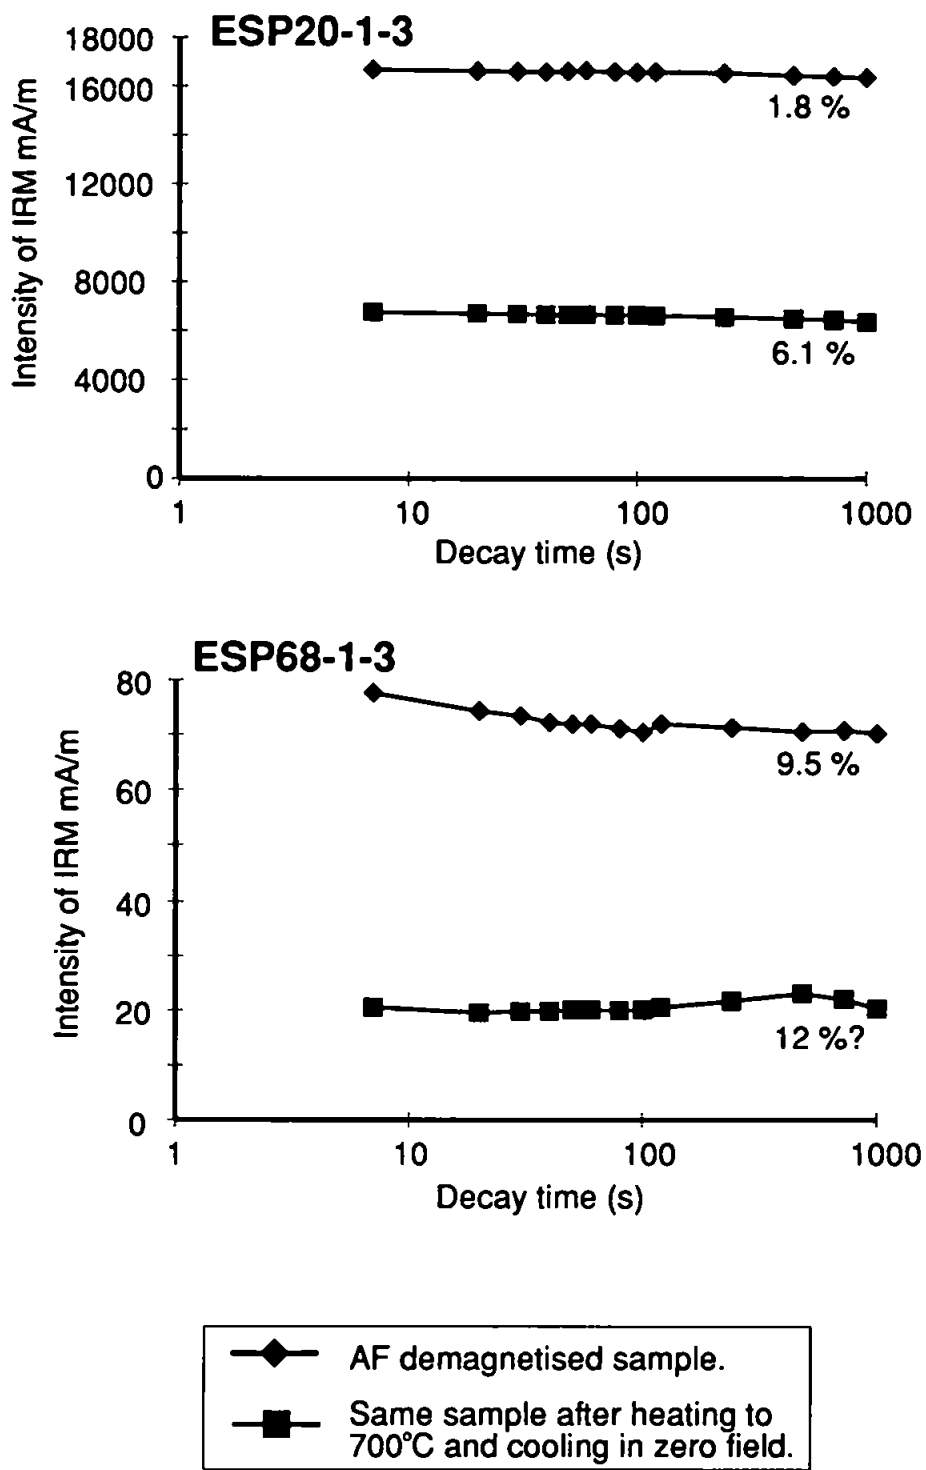 ESP20-1-3
18000
16000
12000
8000
4000
0
Intensity of IRM mA/m
1.8 %
6.1 %
1
10
100
1000
Decay time (s)
ESP68-1-3
80
60
40
20
0
Intensity of IRM mA/m
9.5 %
12 %?
1
10
100
1000
Decay time (s)
AF demagnetised sample.
Same sample after heating to
700°C and cooling in zero field.